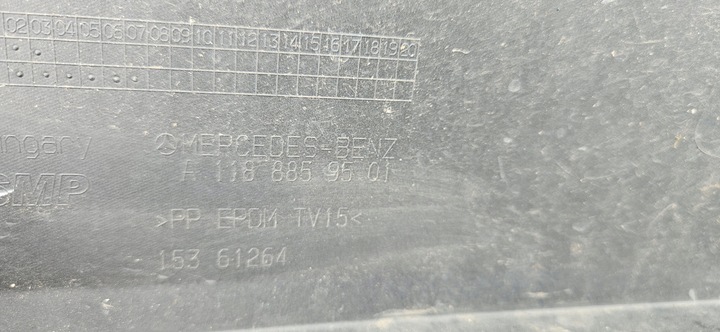 02 03 04 05 06 07 08 09 10 11 12 13 14 15 16 17 18 19 20
ngary
MERCEDES-BENZ
A 118 885 95 01
CMP
>PP EPDM TV15<
153 61264